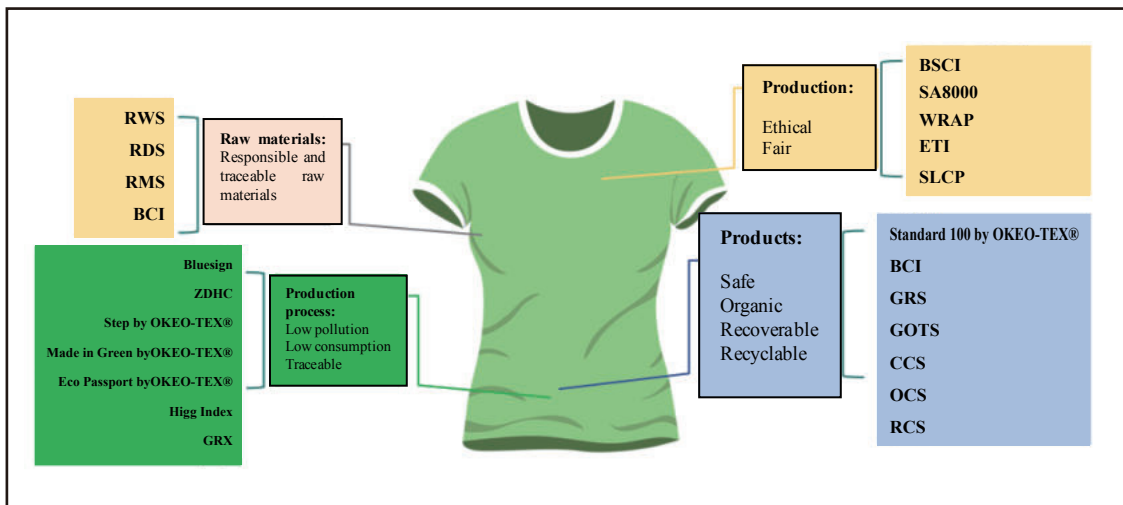 RWS
RDS
RMS
BCI
Raw materials:
Responsible and
traceable raw
materials
Bluesign
ZDHC
Step by OKEO-TEX®
Made in Green byOKEO-TEX®
Eco Passport byOKEO-TEX®
Higg Index
GRX
Production
process:
Low pollution
Low consumption
Traceable
Production:
Ethical
Fair
BSCI
SA8000
WRAP
ETI
SLCP
Products:
Safe
Organic
Recoverable
Recyclable
Standard 100 by OKEO-TEX®
BCI
GRS
GOTS
CCS
OCS
RCS